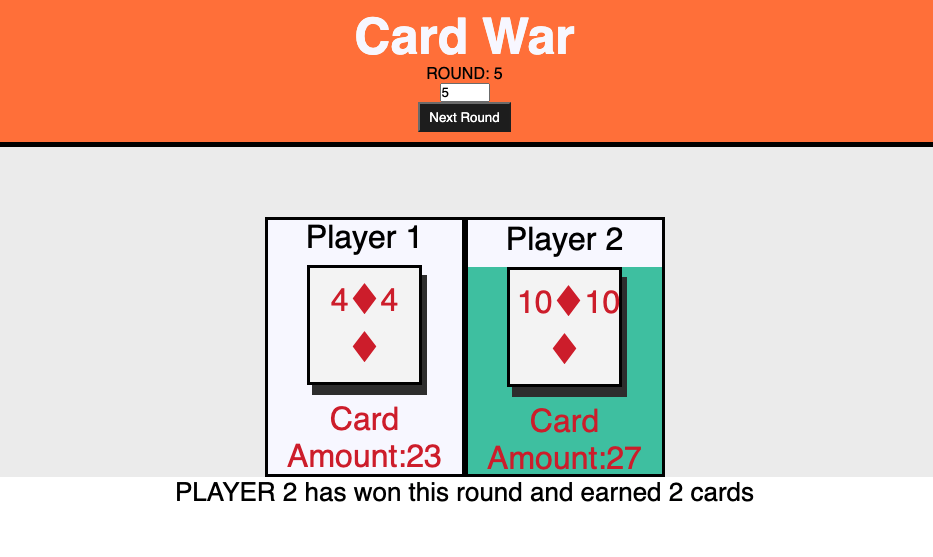 Card War
ROUND: 5
5
Next Round
Player 1
4♦4
♦
Card
Amount:23
Player 2
10♦10
♦
Card
Amount:27
PLAYER 2 has won this round and earned 2 cards